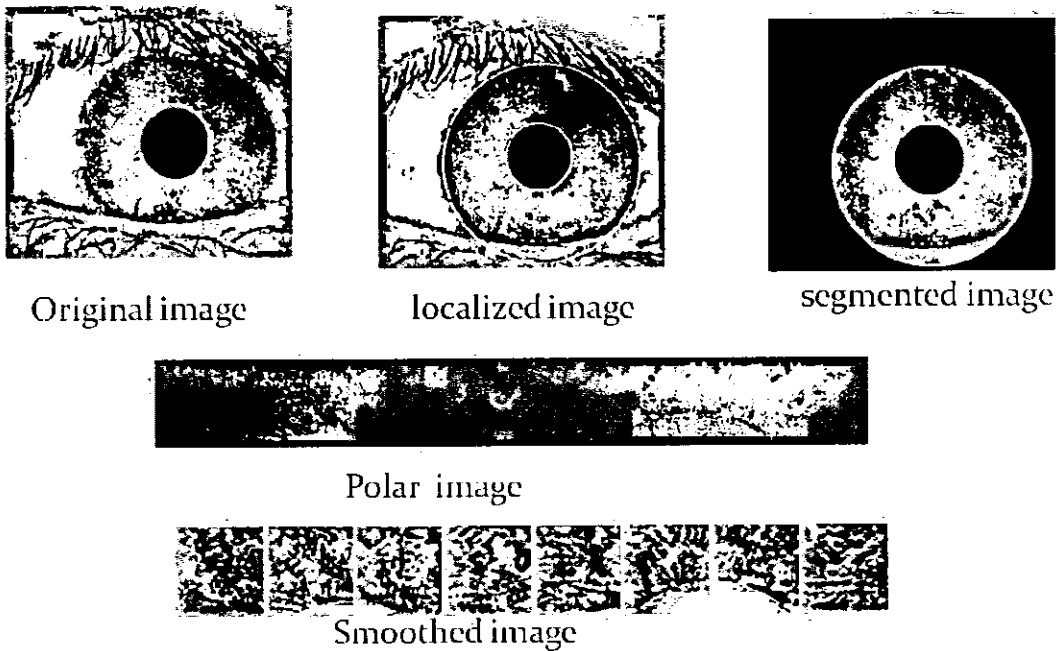 Original image
localized image
segmented image
Polar image
Smoothed image